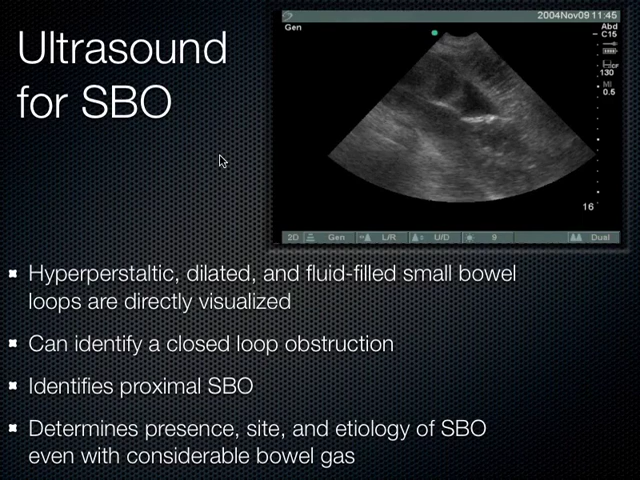 Ultrasound
for SBO
2004Nov09 11:45
Gen
Abd
C15
130
MI
0.6
16
2D
Gen
L/R
U/D
9
Dual
Hyperperstaltic, dilated, and fluid-filled small bowel
loops are directly visualized
Can identify a closed loop obstruction
Identifies proximal SBO
Determines presence, site, and etiology of SBO
even with considerable bowel gas